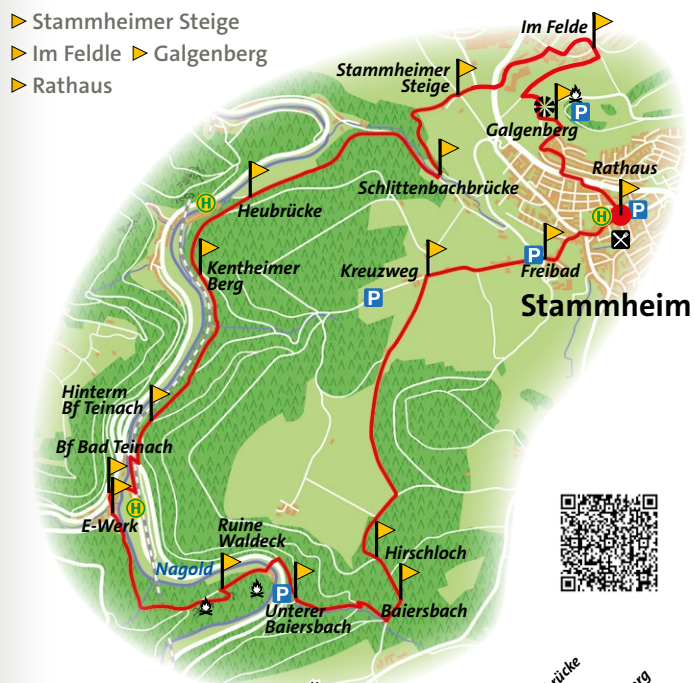 Stammheimer Steige
Im Feldle Galgenberg
Rathaus
Im Felde
Stammheimer
Steige
P
Galgenberg
Rathaus
Schlittenbachbrücke
H
P
H
Heubrücke
Kentheimer
Berg
Kreuzweg
P
Freibad
P
Stammheim
Hinterm
Bf Teinach
Bf Bad Teinach
H
E-Werk
Ruine
Waldeck
Hirschloch
Nagold
P
Unterer
Baiersbach
Baiersbach